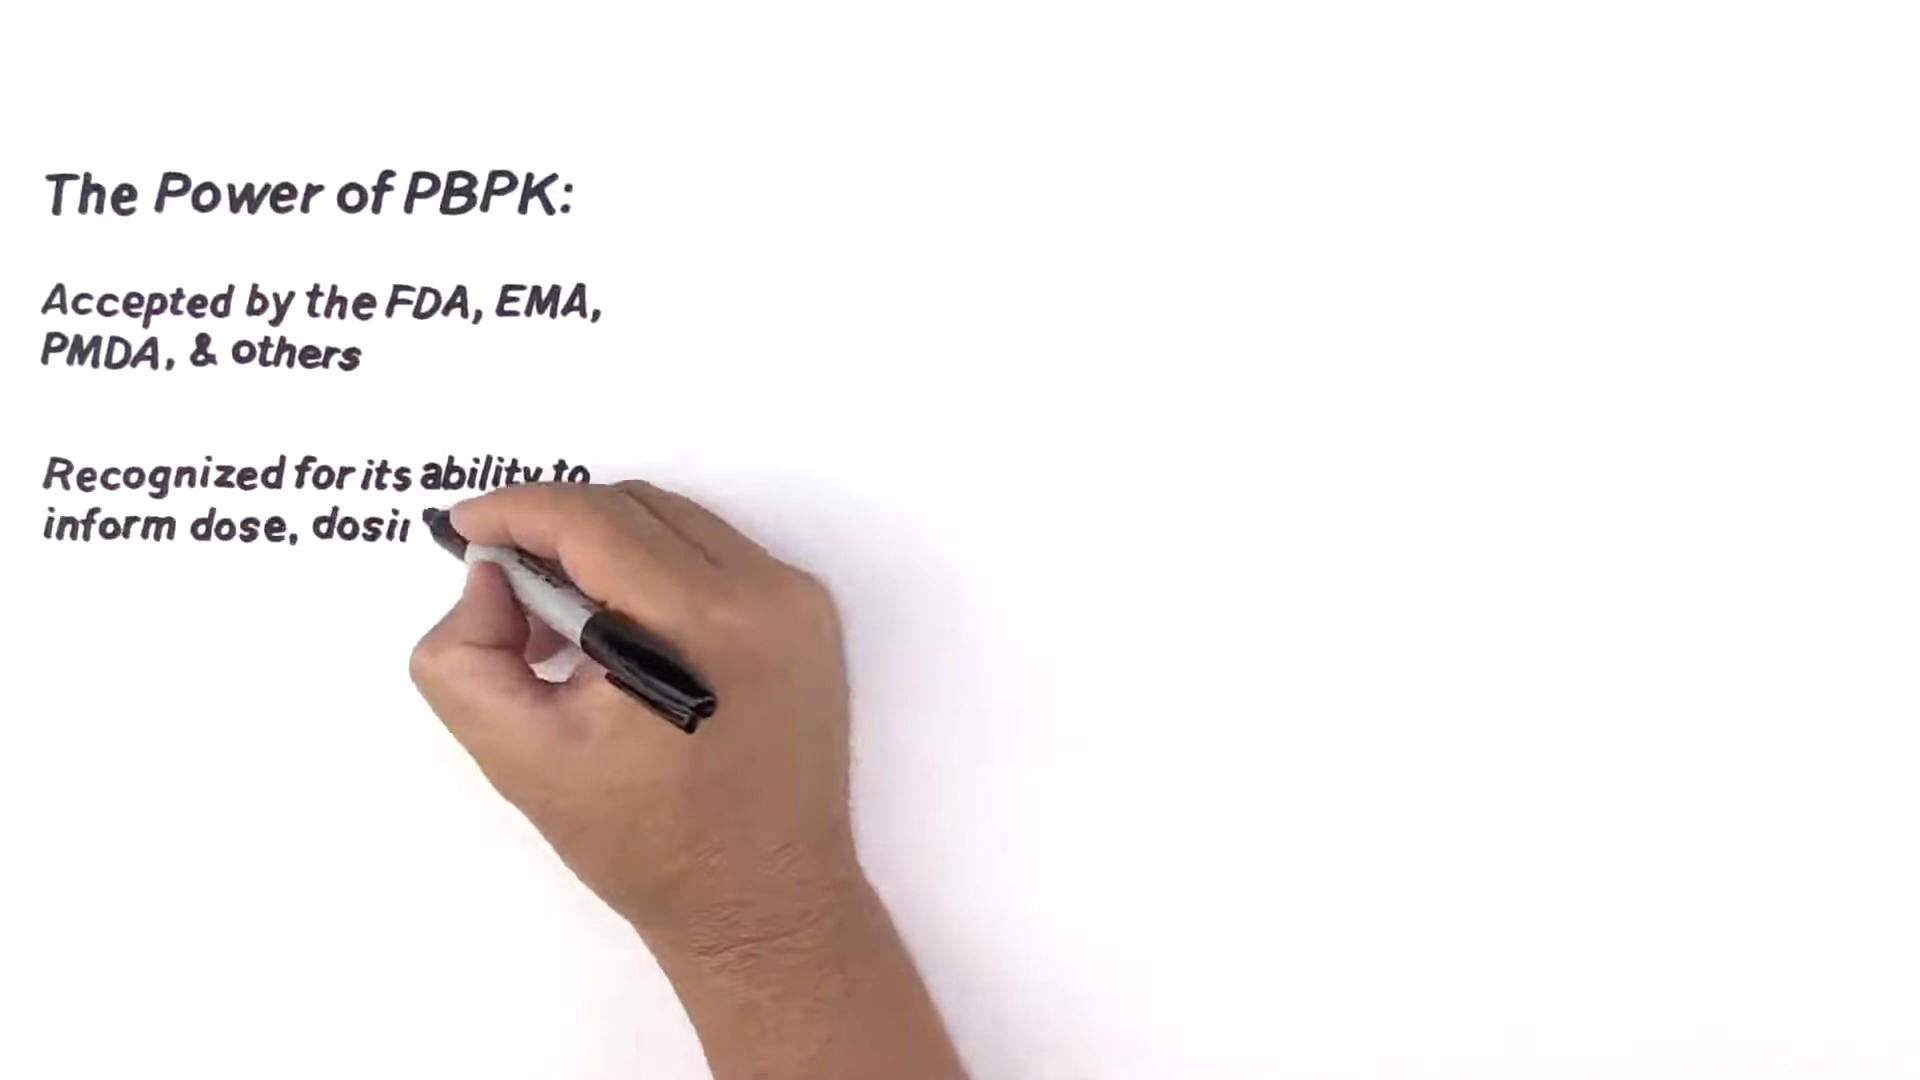 The Power of PBPK:
Accepted by the FDA, EMA,
PMDA, & others
Recognized for its ability to
inform dose,